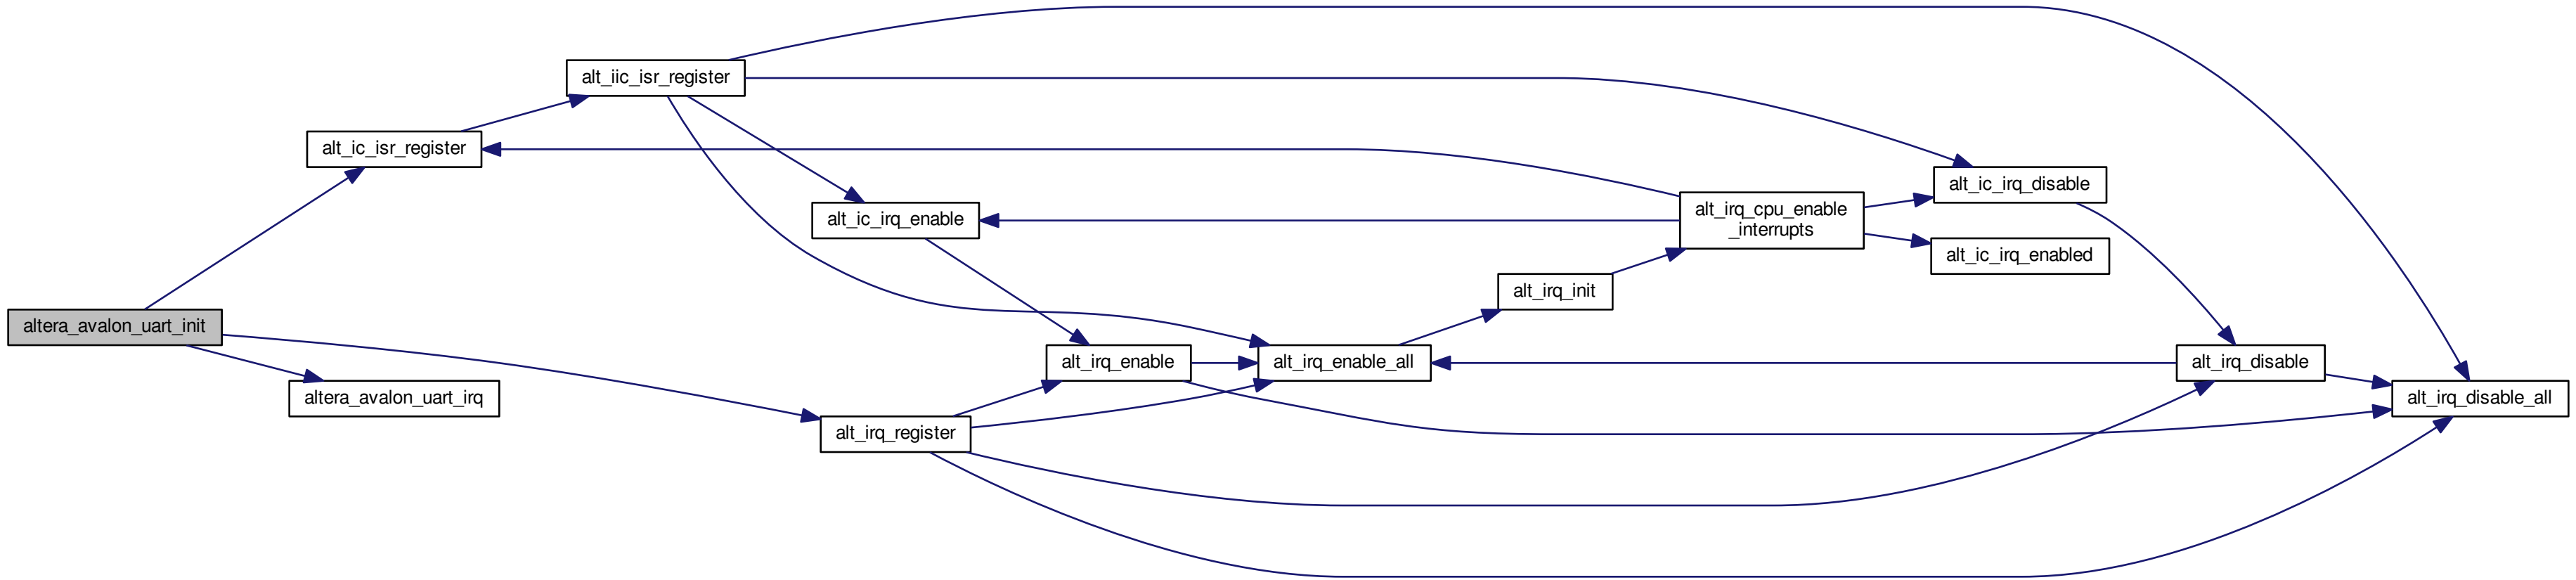 alt_iic_isr_register
alt_ic_isr_register
alt_ic_irq_disable
alt_irq_cpu_enable
_interrupts
alt_ic_irq_enable
alt_ic_irq_enabled
alt_irq_init
altera_avalon_uart_init
alt_irq_enable
alt_irq_enable_all
alt_irq_disable
altera_avalon_uart_irq
alt_irq_disable_all
alt_irq_register